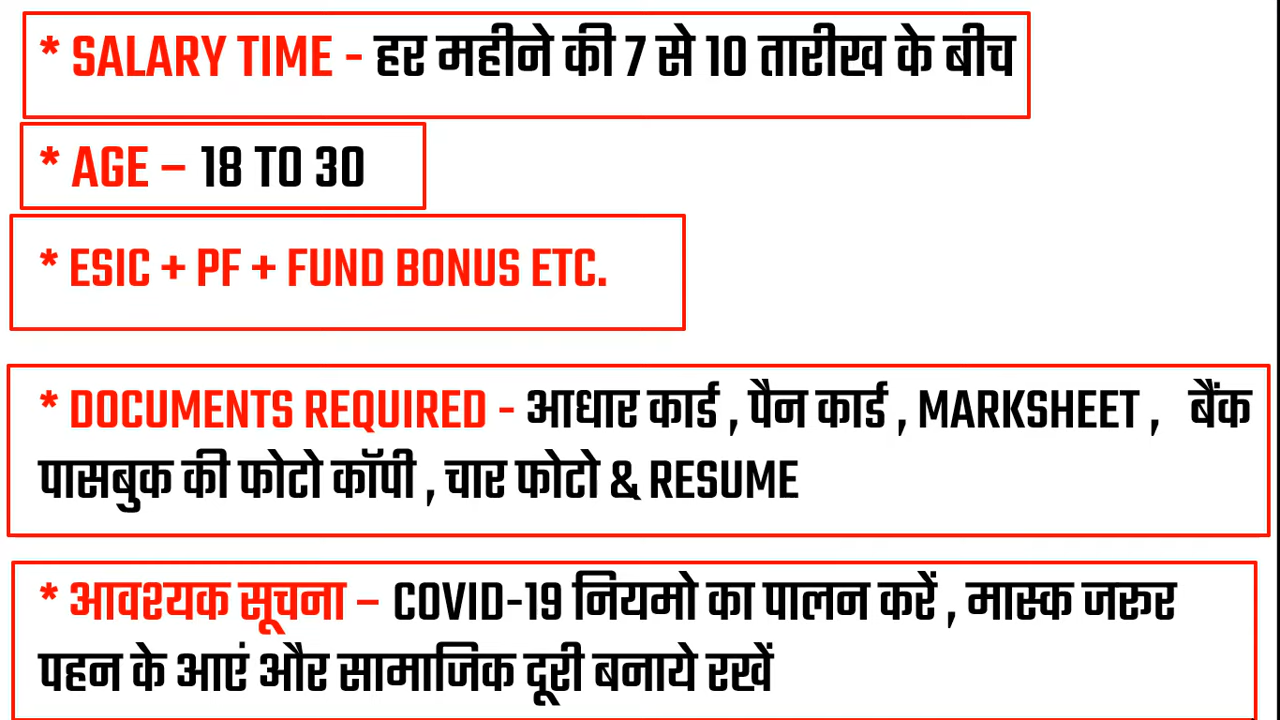 * SALARY TIME - हर महीने की 7 से 10 तारीख के बीच
* AGE – 18 TO 30
* ESIC + PF + FUND BONUS ETC.
* DOCUMENTS REQUIRED - आधार कार्ड , पैन कार्ड , MARKSHEET , बैंक
पासबुक की फोटो कॉपी , चार फोटो & RESUME
* आवश्यक सूचना – COVID-19 नियमो का पालन करें , मास्क जरूर
पहन के आएं और सामाजिक दूरी बनाये रखें